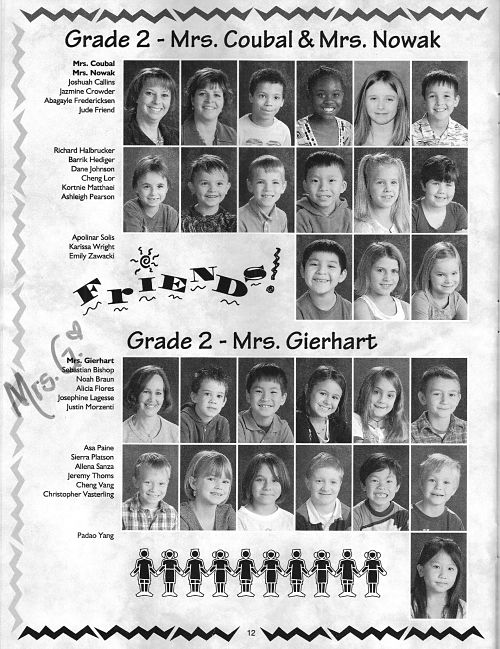 Grade 2 - Mrs. Coubal & Mrs. Nowak
Mrs. Coubal
Mrs. Nowak
Joshuah Callins
Jazmine Crowder
Abagayle Fredericksen
Jude Friend
Richard Halbrucker
Barrik Hediger
Dane Johnson
Cheng Lor
Kortnie Matthaei
Ashleigh Pearson
Apolinar Solis
Karissa Wright
Emily Zawacki
FriENDs!
Grade 2 - Mrs. Gierhart
Mrs. G.
Mrs. Gierhart
Sebastian Bishop
Noah Braun
Alicia Flores
Josephine Lagesse
Justin Morzenti
Asa Paine
Sierra Platson
Allena Sanza
Jeremy Thoms
Cheng Vang
Christopher Vasterling
Padao Yang
12